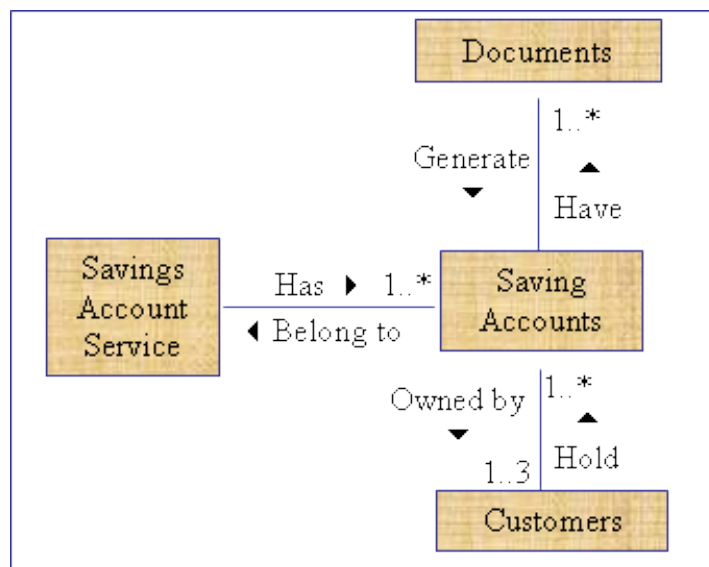 Documents
1..*
Generate
Have
Savings
Account
Service
Has
1..*
Belong to
Saving
Accounts
Owned by
1..*
Hold
1..3
Customers